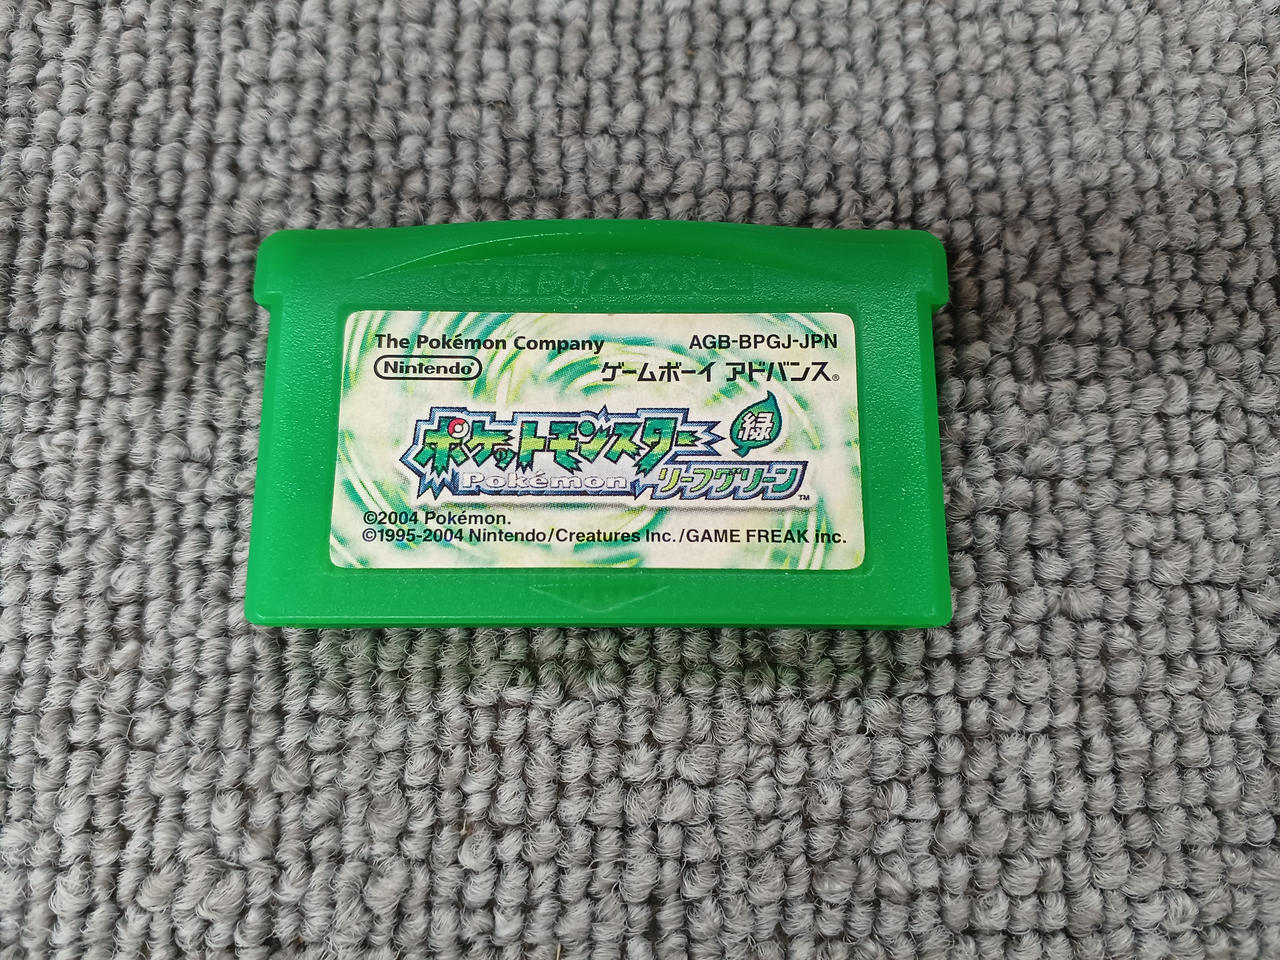 GAME BOY ADVANCE
The Pokémon Company AGB-BPGJ-JPN
Nintendo® ゲームボーイ アドバンス®
ポケットモンスター 緑
Pokémon リーフグリーン™
©2004 Pokémon.
©1995-2004 Nintendo/Creatures Inc./GAME FREAK inc.